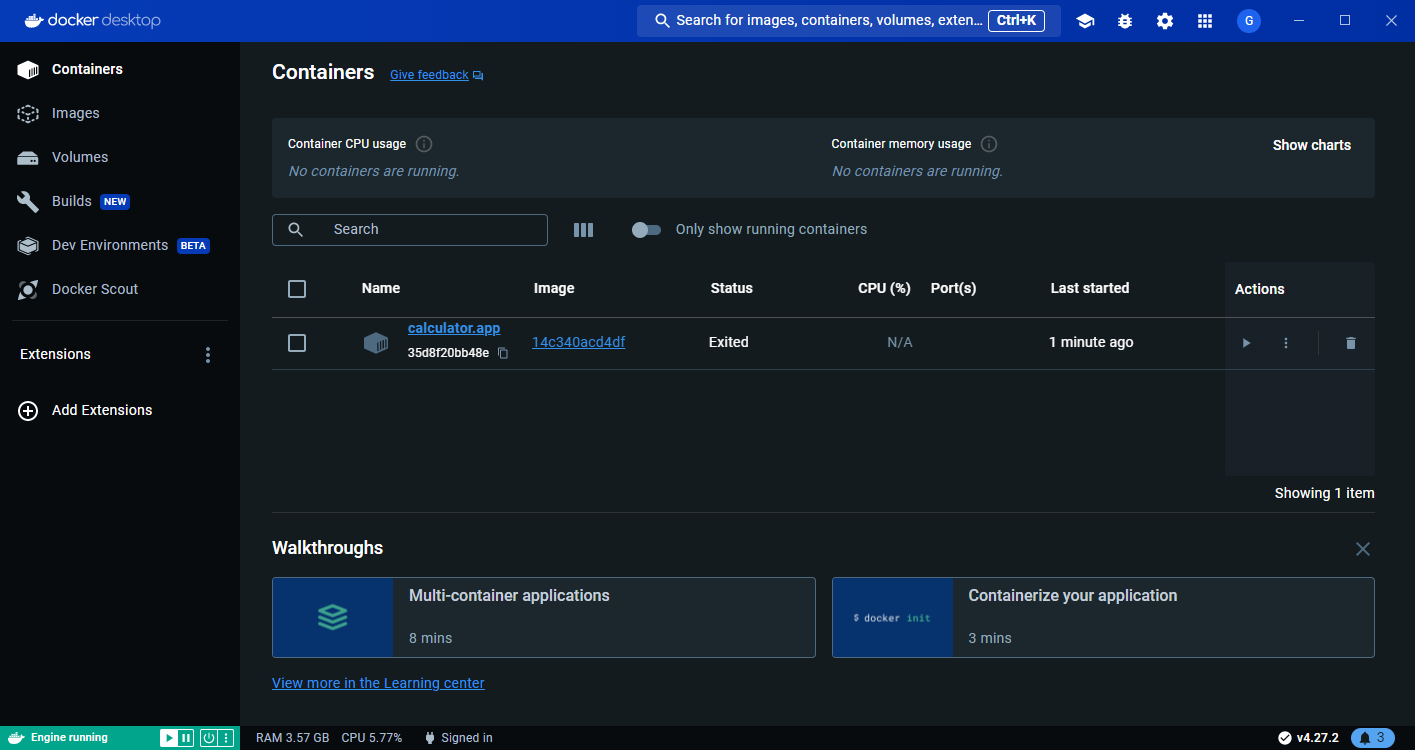 docker desktop
Search for images, containers, volumes, exten... Ctrl+K
G
Containers
Images
Volumes
Builds NEW
Dev Environments BETA
Docker Scout
Extensions
Add Extensions
Containers Give feedback
Container CPU usage
No containers are running.
Container memory usage
No containers are running.
Show charts
Search
Only show running containers
Name Image Status CPU (%) Port(s) Last started Actions
calculator.app
35d8f20bb48e
14c340acd4df Exited N/A 1 minute ago
Showing 1 item
Walkthroughs
Multi-container applications
8 mins
$ docker init
Containerize your application
3 mins
View more in the Learning center
Engine running
RAM 3.57 GB CPU 5.77% Signed in
v4.27.2
3